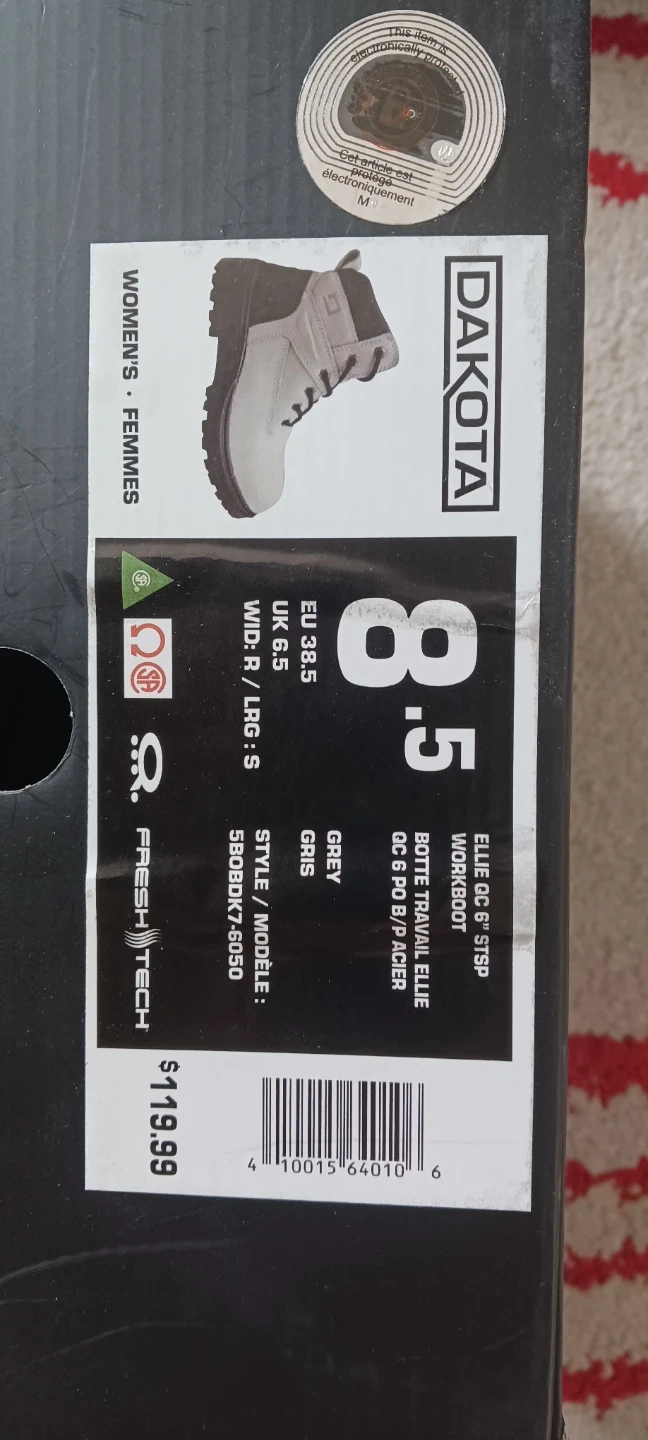 This item is
electronically protected
Cet article est
protégé
électroniquement
M
DAKOTA
WOMEN'S · FEMMES
8.5
EU 38.5
UK 6.5
WID: R / LRG : S
ELLIE QC 6" STSP
WORKBOOT
BOTTE TRAVAIL ELLIE
QC 6 PO B/P ACIER
GREY
GRIS
STYLE / MODÈLE :
5BOBDK7-6050
FRESH TECH
$119.99
4 10015 64010 6